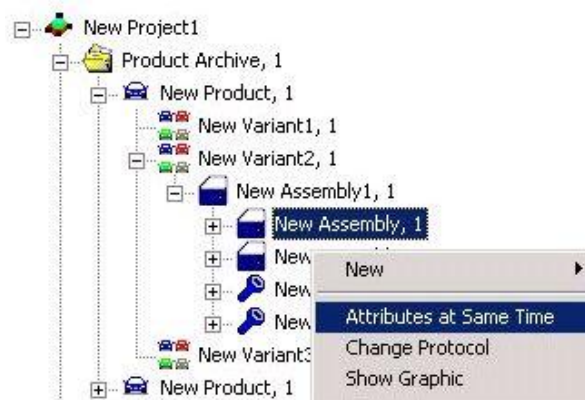 New Project1
Product Archive, 1
New Product, 1
New Variant1, 1
New Variant2, 1
New Assembly1, 1
New Assembly, 1
New
New
Attributes at Same Time
New
Change Protocol
New Variant3
Show Graphic
New Product, 1